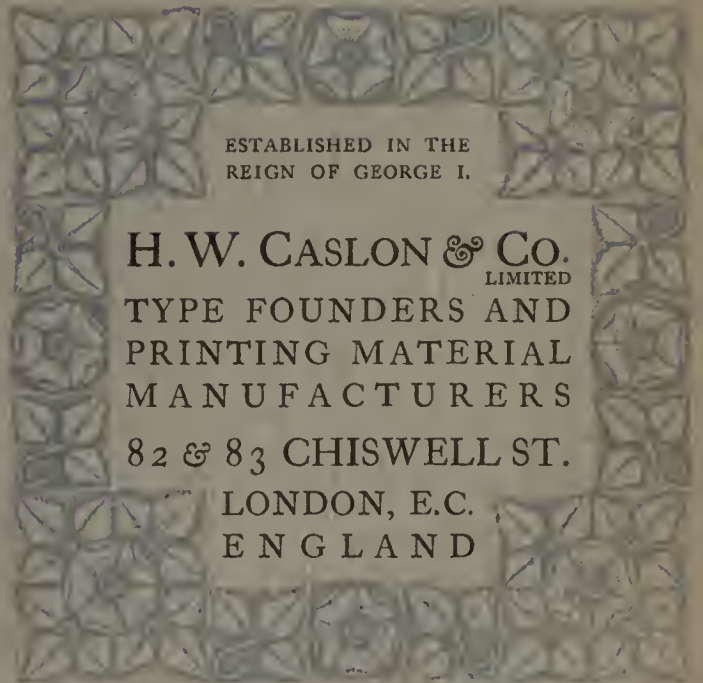 ESTABLISHED IN THE
REIGN OF GEORGE I.
H. W. CASLON & CO.
LIMITED
TYPE FOUNDERS AND
PRINTING MATERIAL
MANUFACTURERS
82 & 83 CHISWELL ST.
LONDON, E.C.
ENGLAND